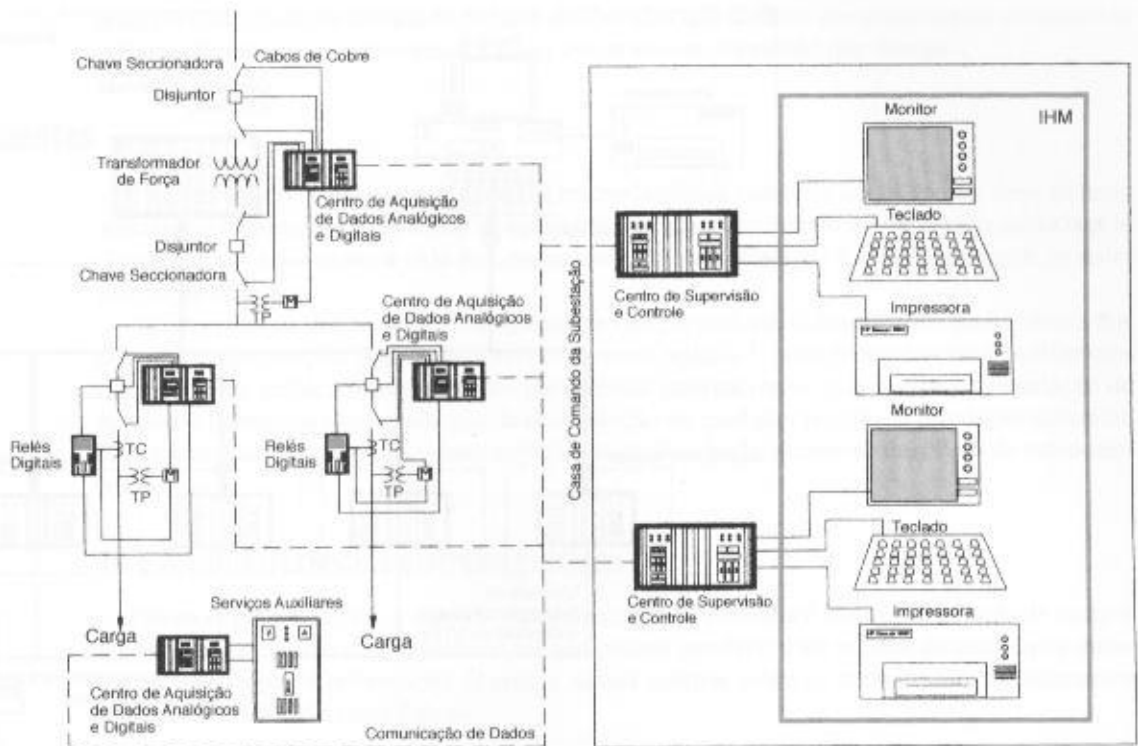 Chave Seccionadora
Cabos de Cobre
Disjuntor
Transformador
de Força
Centro de Aquisição
de Dados Analógicos
e Digitais
Disjuntor
Chave Seccionadora
TP
M
Centro de Aquisição
de Dados Analógicos
e Digitais
Relés
Digitais
TC
TP
M
Relés
Digitais
TC
TP
M
Carga
Serviços Auxiliares
Carga
Centro de Aquisição
de Dados Analógicos
e Digitais
Comunicação de Dados
Casa de Comando da Subestação
Centro de Supervisão
e Controle
Centro de Supervisão
e Controle
IHM
Monitor
Teclado
Impressora
Monitor
Teclado
Impressora